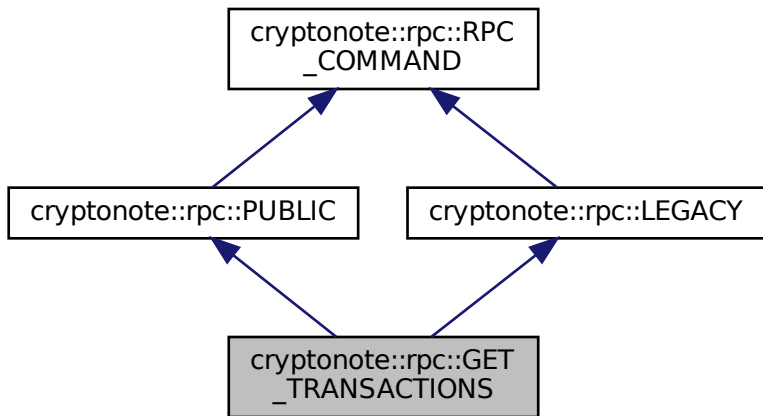 cryptonote::rpc::RPC
_COMMAND
cryptonote::rpc::PUBLIC
cryptonote::rpc::LEGACY
cryptonote::rpc::GET
_TRANSACTIONS